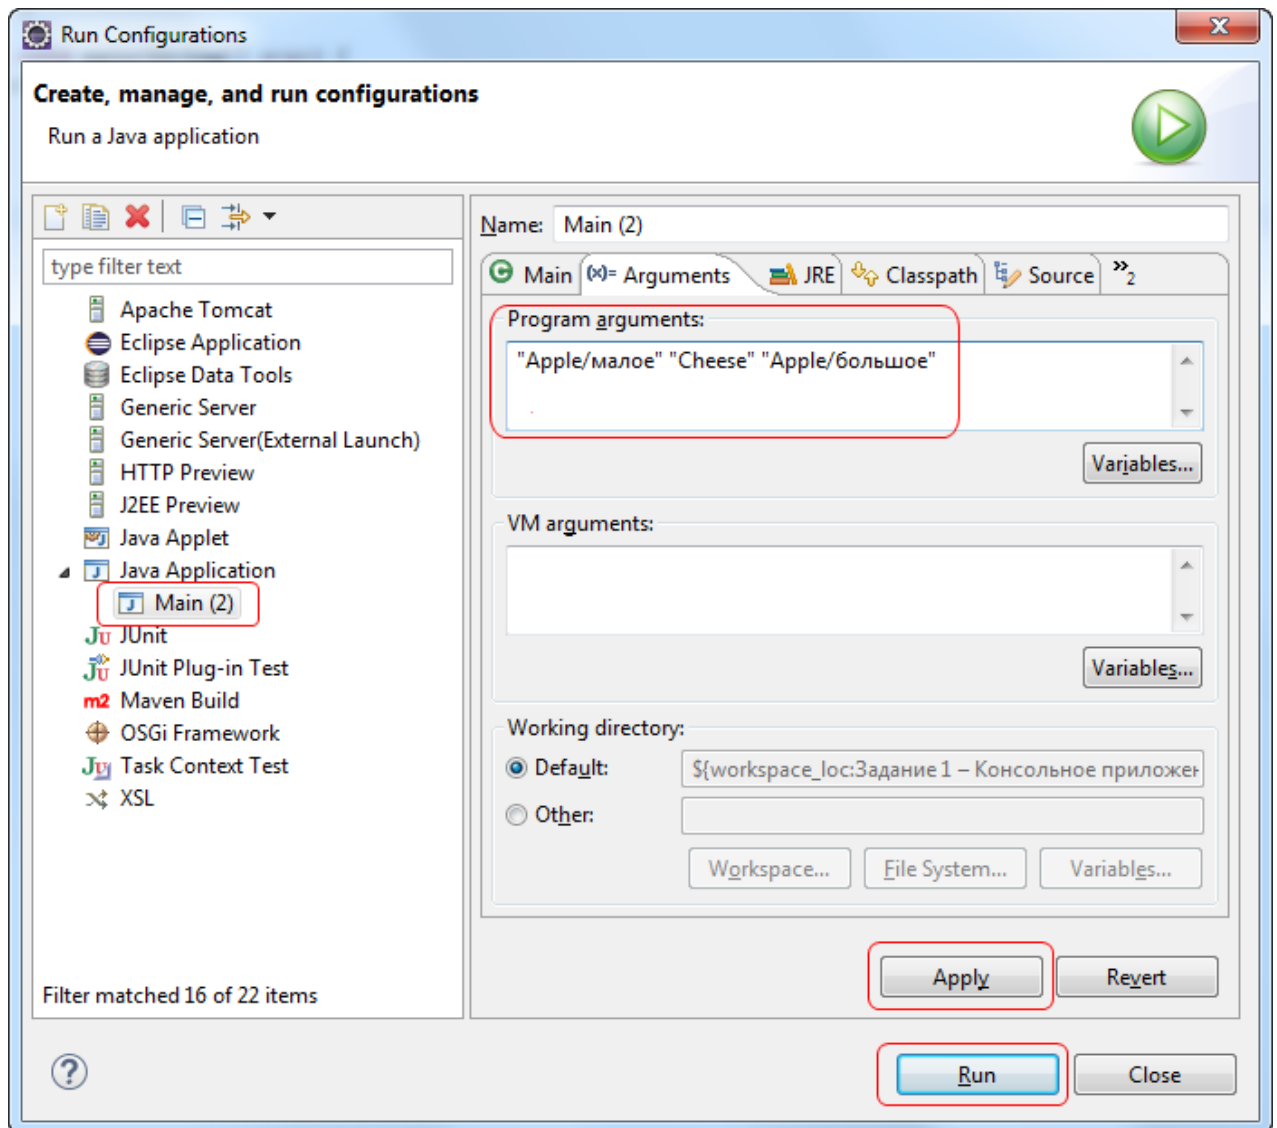 Run Configurations
Create, manage, and run configurations
Run a Java application
type filter text
Apache Tomcat
Eclipse Application
Eclipse Data Tools
Generic Server
Generic Server(External Launch)
HTTP Preview
J2EE Preview
Java Applet
Java Application
Main (2)
JUnit
JUnit Plug-in Test
m2 Maven Build
OSGi Framework
Task Context Test
XSL
Filter matched 16 of 22 items
Name: Main (2)
Main (x)= Arguments JRE Classpath Source »2
Program arguments:
"Apple/малое" "Cheese" "Apple/большое"
Variables...
VM arguments:
Variables...
Working directory:
Default: ${workspace_loc:Задание 1 – Консольное приложен
Other:
Workspace... File System... Variables...
Apply Revert
Run Close